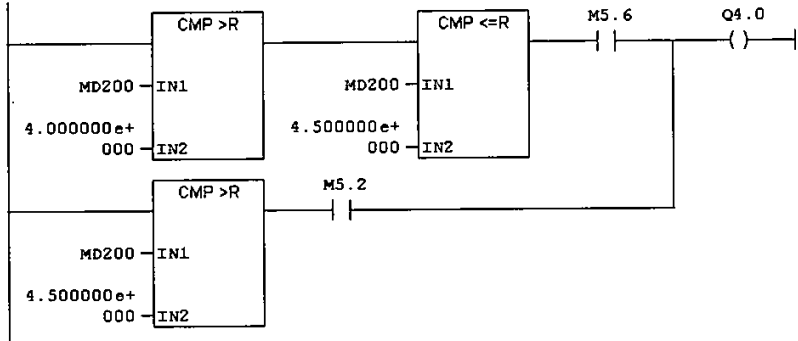 CMP >R
CMP <=R
M5.6
Q4.0
MD200
IN1
MD200
IN1
4.000000e+
000
IN2
4.500000e+
000
IN2
CMP >R
M5.2
MD200
IN1
4.500000e+
000
IN2